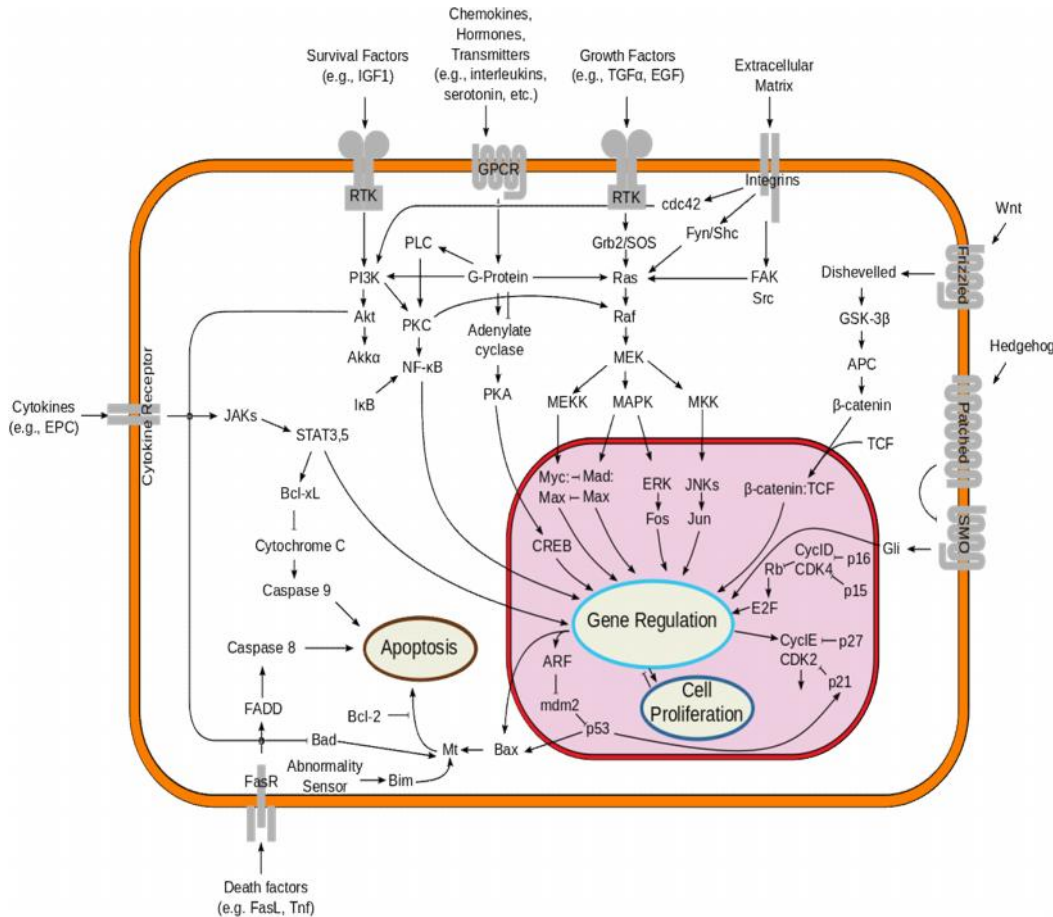 Chemokines,
Hormones,
Transmitters
(e.g., interleukins,
serotonin, etc.)
Survival Factors
(e.g., IGF1)
Growth Factors
(e.g., TGFα, EGF)
Extracellular
Matrix
RTK
GPCR
RTK
Integrins
cdc42
Wnt
Frizzled
PLC
Grb2/SOS
Fyn/Shc
PI3K
G-Protein
Ras
FAK
Src
Dishevelled
Akt
PKC
Adenylate
cyclase
Raf
GSK-3β
Akkα
NF-κB
MEK
APC
Hedgehog
IκB
PKA
MEKK
MAPK
MKK
β-catenin
Patched
Cytokines
(e.g., EPC)
Cytokine Receptor
JAKs
STAT3,5
TCF
Bcl-xL
Myc:
Max
Mad:
Max
ERK
JNKs
β-catenin:TCF
Fos
Jun
SMO
Cytochrome C
CREB
Gli
CyclD
CDK4
p16
p15
Rb
E2F
Caspase 9
Gene Regulation
CyclE
CDK2
p27
p21
Caspase 8
Apoptosis
ARF
Cell
Proliferation
FADD
Bcl-2
mdm2
p53
Bad
Mt
Bax
FasR
Abnormality
Sensor
Bim
Death factors
(e.g. FasL, Tnf)